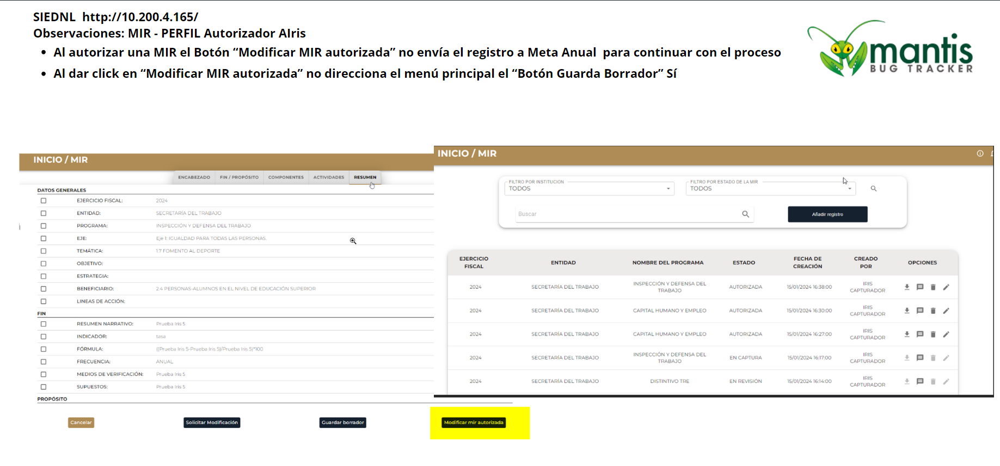 SIEDNL  http://10.200.4.165/
Observaciones: MIR - PERFIL Autorizador AIris
• Al autorizar una MIR el Botón “Modificar MIR autorizada” no envía el registro a Meta Anual  para continuar con el proceso
• Al dar click en “Modificar MIR autorizada” no direcciona el menú principal el “Botón Guarda Borrador” Sí
mantis
BUG TRACKER
INICIO / MIR
ENCABEZADO FIN / PROPÓSITO COMPONENTES ACTIVIDADES RESUMEN
DATOS GENERALES
EJERCICIO FISCAL: 2024
ENTIDAD: SECRETARÍA DEL TRABAJO
PROGRAMA: INSPECCIÓN Y DEFENSA DEL TRABAJO
EJE: Eje 1: IGUALDAD PARA TODAS LAS PERSONAS.
TEMÁTICA: 1.7 FOMENTO AL DEPORTE
OBJETIVO:
ESTRATEGIA:
BENEFICIARIO: 2.4 PERSONAS-ALUMNOS EN EL NIVEL DE EDUCACIÓN SUPERIOR
LINEAS DE ACCIÓN:
FIN
RESUMEN NARRATIVO: Prueba Iris 5
INDICADOR: tasa
FÓRMULA: ((Prueba Iris 5-Prueba Iris 5)/Prueba Iris 5)*100
FRECUENCIA: ANUAL
MEDIOS DE VERIFICACIÓN: Prueba Iris 5
SUPUESTOS: Prueba Iris 5
PROPÓSITO
Cancelar Solicitar Modificación Guardar borrador Modificar mir autorizada
INICIO / MIR
FILTRO POR INSTITUCION FILTRO POR ESTADO DE LA MIR
TODOS TODOS
Buscar Añadir registro
EJERCICIO FISCAL ENTIDAD NOMBRE DEL PROGRAMA ESTADO FECHA DE CREACIÓN CREADO POR OPCIONES
2024 SECRETARÍA DEL TRABAJO INSPECCIÓN Y DEFENSA DEL TRABAJO AUTORIZADA 15/01/2024 16:38:00 IRIS CAPTURADOR
2024 SECRETARÍA DEL TRABAJO CAPITAL HUMANO Y EMPLEO AUTORIZADA 15/01/2024 16:30:00 IRIS CAPTURADOR
2024 SECRETARÍA DEL TRABAJO CAPITAL HUMANO Y EMPLEO AUTORIZADA 15/01/2024 16:27:00 IRIS CAPTURADOR
2024 SECRETARÍA DEL TRABAJO INSPECCIÓN Y DEFENSA DEL TRABAJO EN CAPTURA 15/01/2024 16:17:00 IRIS CAPTURADOR
2024 SECRETARÍA DEL TRABAJO DISTINTIVO TRE EN REVISIÓN 15/01/2024 16:14:00 IRIS CAPTURADOR